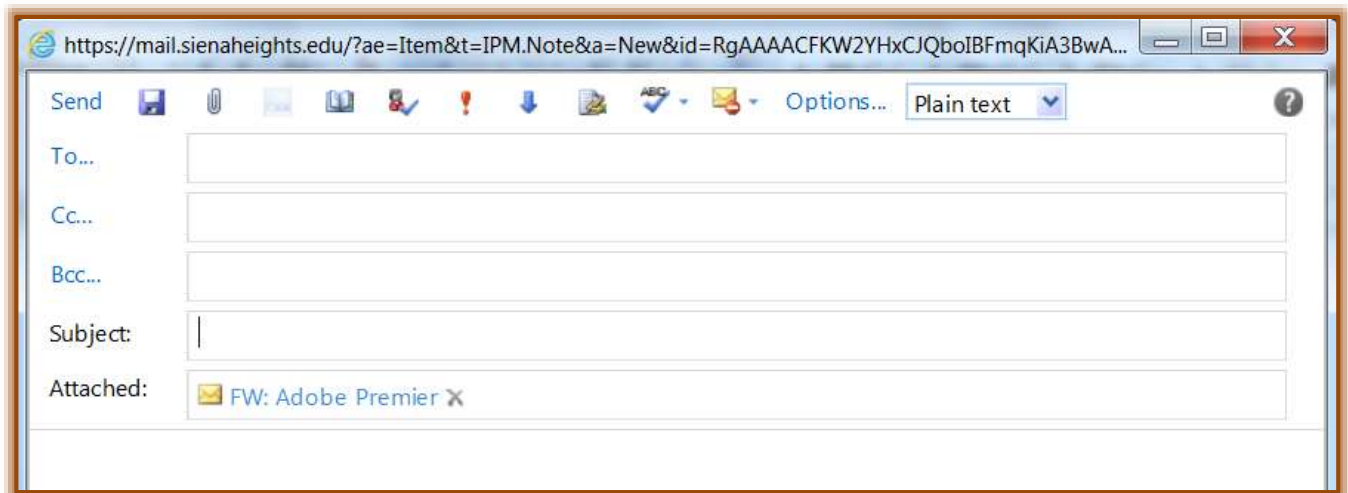 https://mail.sienaheights.edu/?ae=Item&t=IPM.Note&a=New&id=RgAAAACFKW2YHxCJQboIBFmqKiA3BwA...
Send ABC Options... Plain text ?
To...
Cc...
Bcc...
Subject:
Attached: FW: Adobe Premier